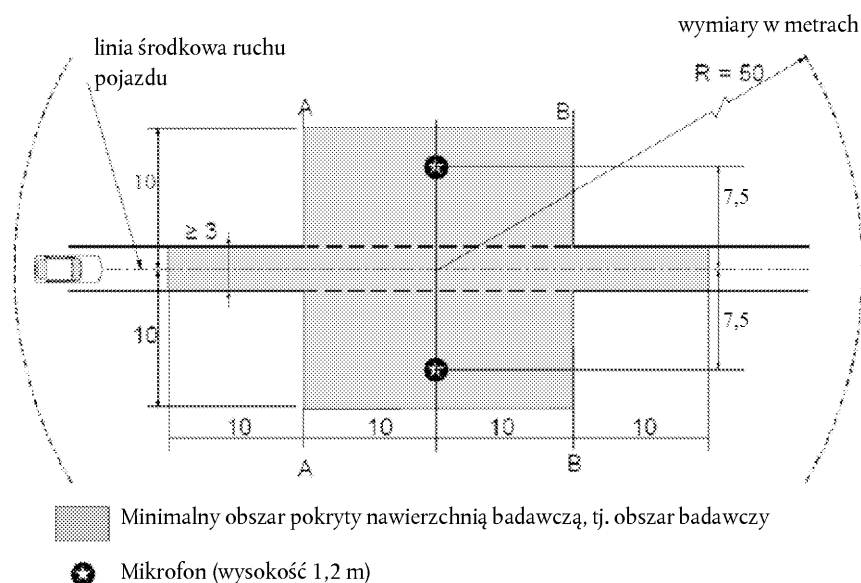 wymiary w metrach
linia środkowa ruchu
pojazdu
R = 50
A
B
10
7,5
≥ 3
10
7,5
10
10
10
10
A
B
Minimalny obszar pokryty nawierzchnią badawczą, tj. obszar badawczy
Mikrofon (wysokość 1,2 m)